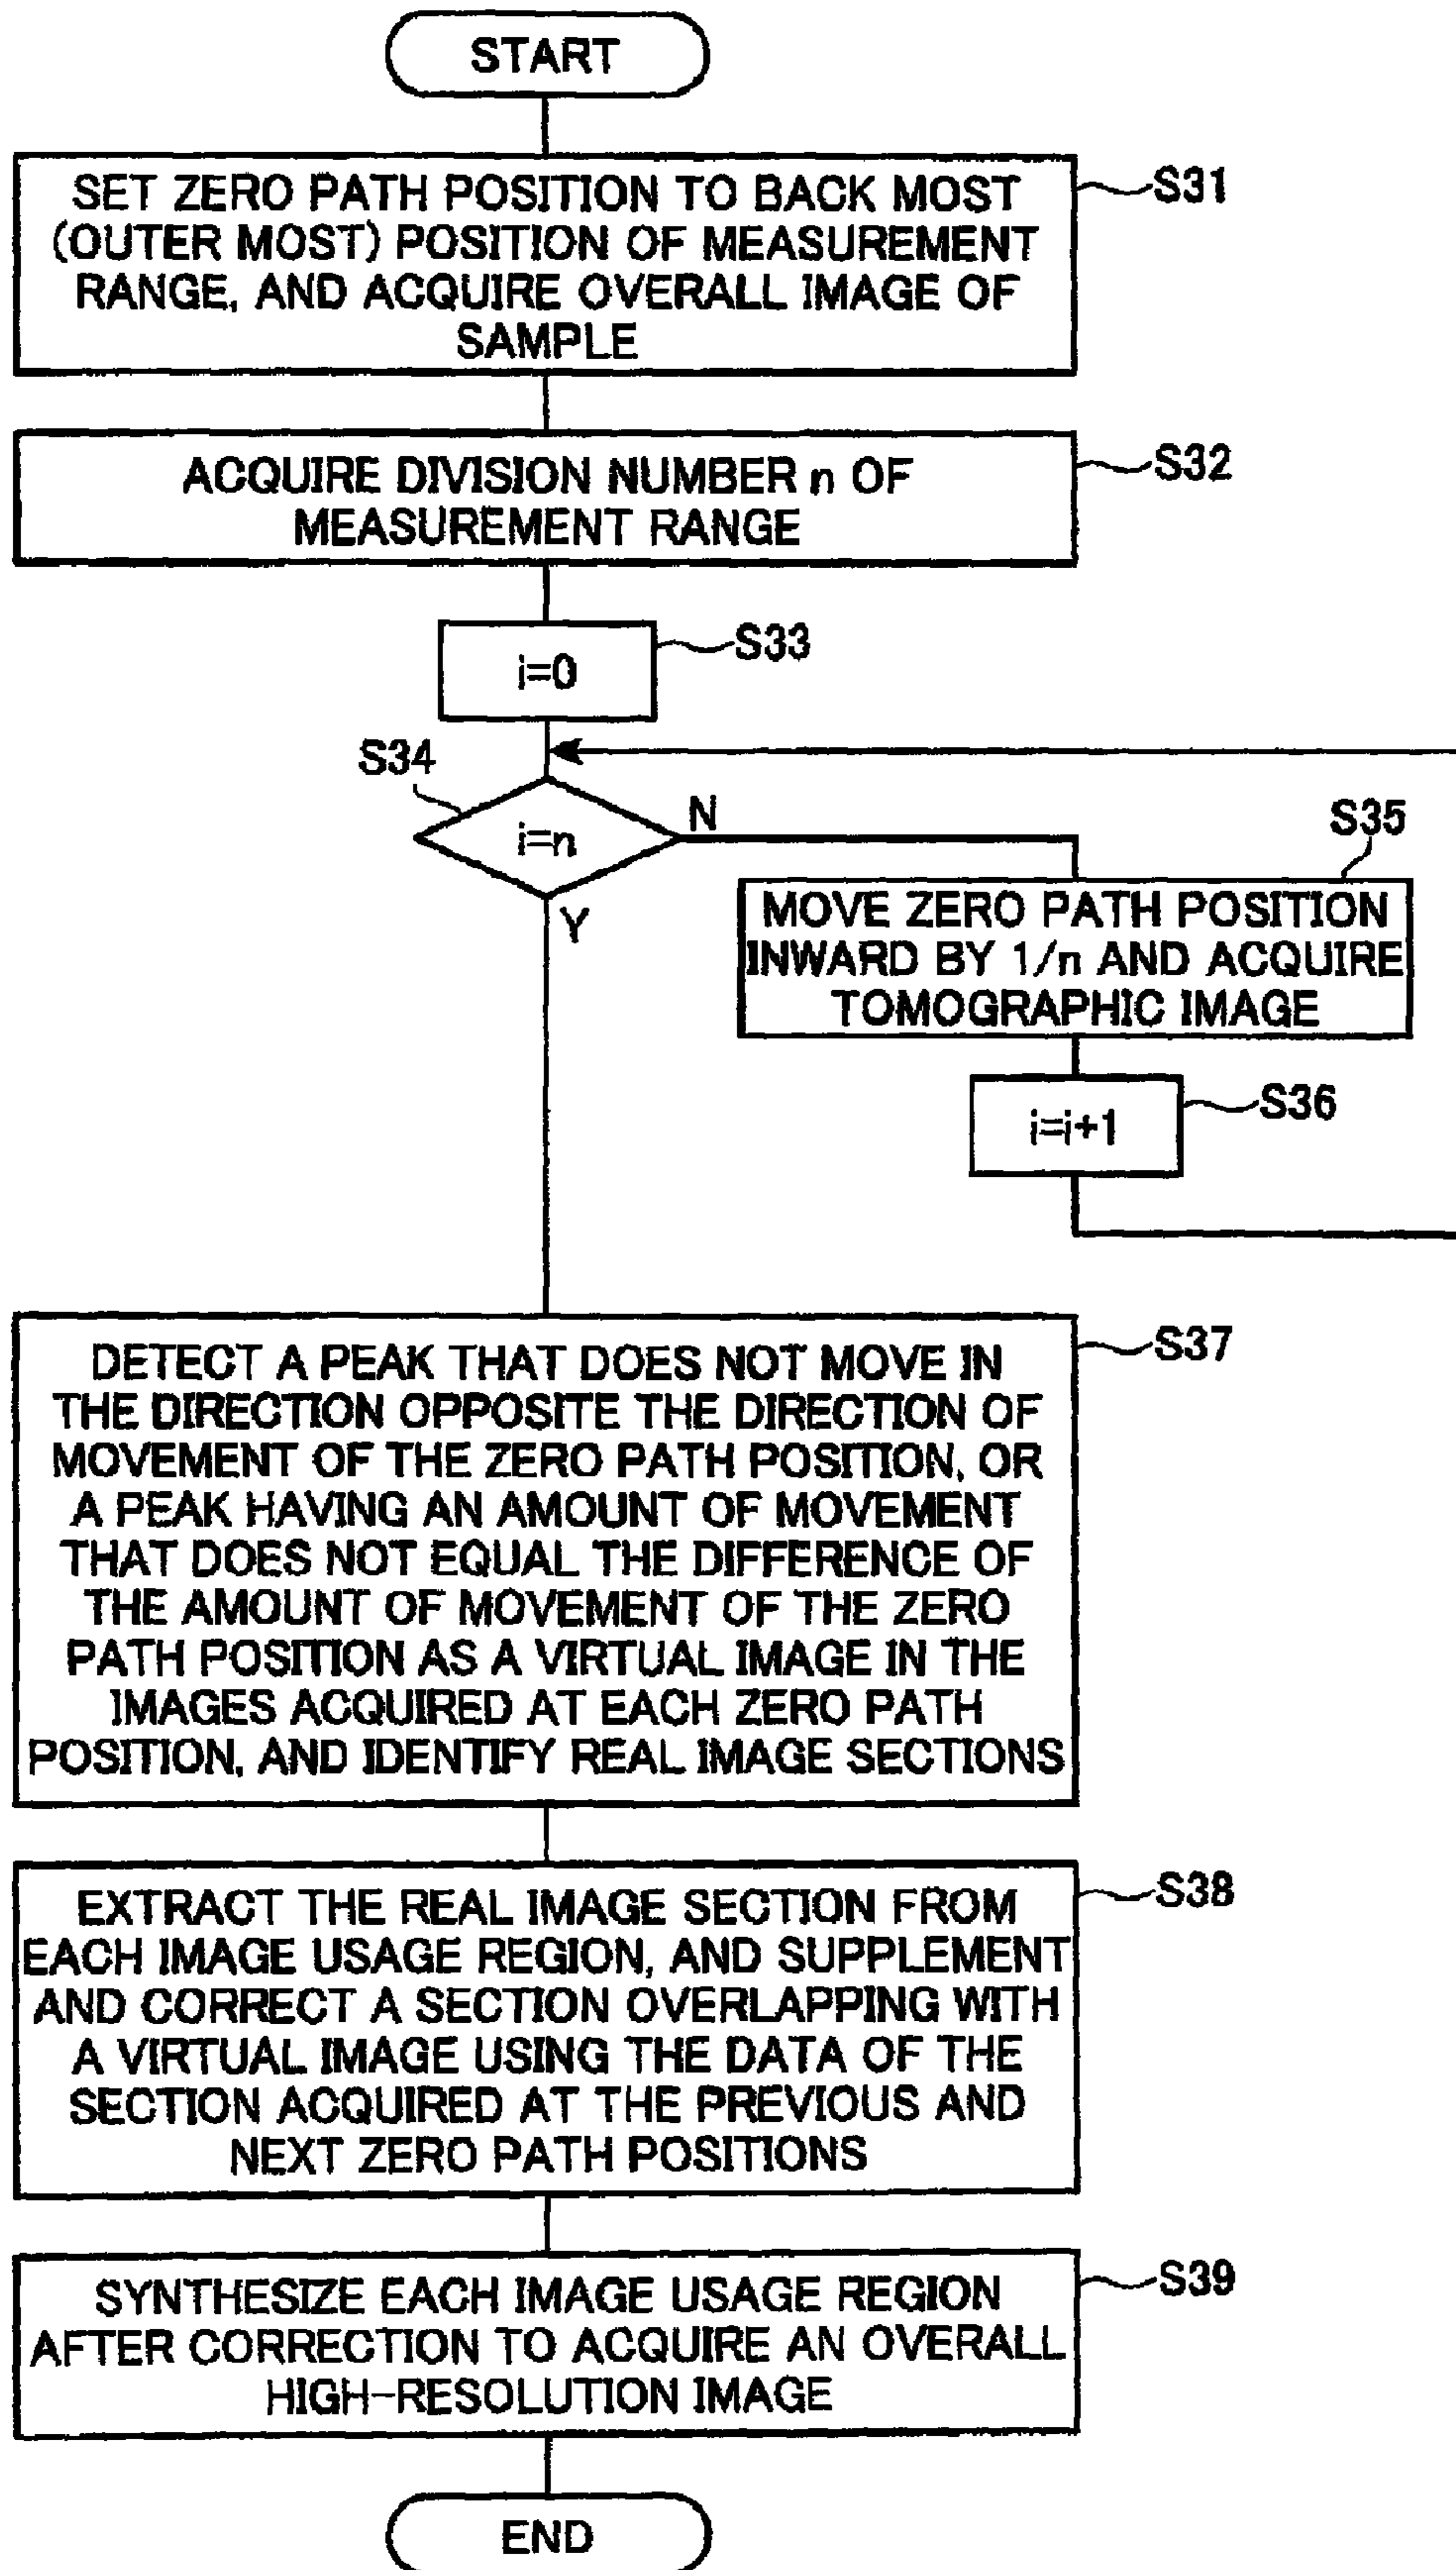 START
SET ZERO PATH POSITION TO BACK MOST
(OUTER MOST) POSITION OF MEASUREMENT
RANGE, AND ACQUIRE OVERALL IMAGE OF
SAMPLE
S31
ACQUIRE DIVISION NUMBER n OF
MEASUREMENT RANGE
S32
i=0
S33
S34
i=n
N
Y
S35
MOVE ZERO PATH POSITION
INWARD BY 1/n AND ACQUIRE
TOMOGRAPHIC IMAGE
i=i+1
S36
DETECT A PEAK THAT DOES NOT MOVE IN
THE DIRECTION OPPOSITE THE DIRECTION OF
MOVEMENT OF THE ZERO PATH POSITION, OR
A PEAK HAVING AN AMOUNT OF MOVEMENT
THAT DOES NOT EQUAL THE DIFFERENCE OF
THE AMOUNT OF MOVEMENT OF THE ZERO
PATH POSITION AS A VIRTUAL IMAGE IN THE
IMAGES ACQUIRED AT EACH ZERO PATH
POSITION, AND IDENTIFY REAL IMAGE SECTIONS
S37
EXTRACT THE REAL IMAGE SECTION FROM
EACH IMAGE USAGE REGION, AND SUPPLEMENT
AND CORRECT A SECTION OVERLAPPING WITH
A VIRTUAL IMAGE USING THE DATA OF THE
SECTION ACQUIRED AT THE PREVIOUS AND
NEXT ZERO PATH POSITIONS
S38
SYNTHESIZE EACH IMAGE USAGE REGION
AFTER CORRECTION TO ACQUIRE AN OVERALL
HIGH-RESOLUTION IMAGE
S39
END